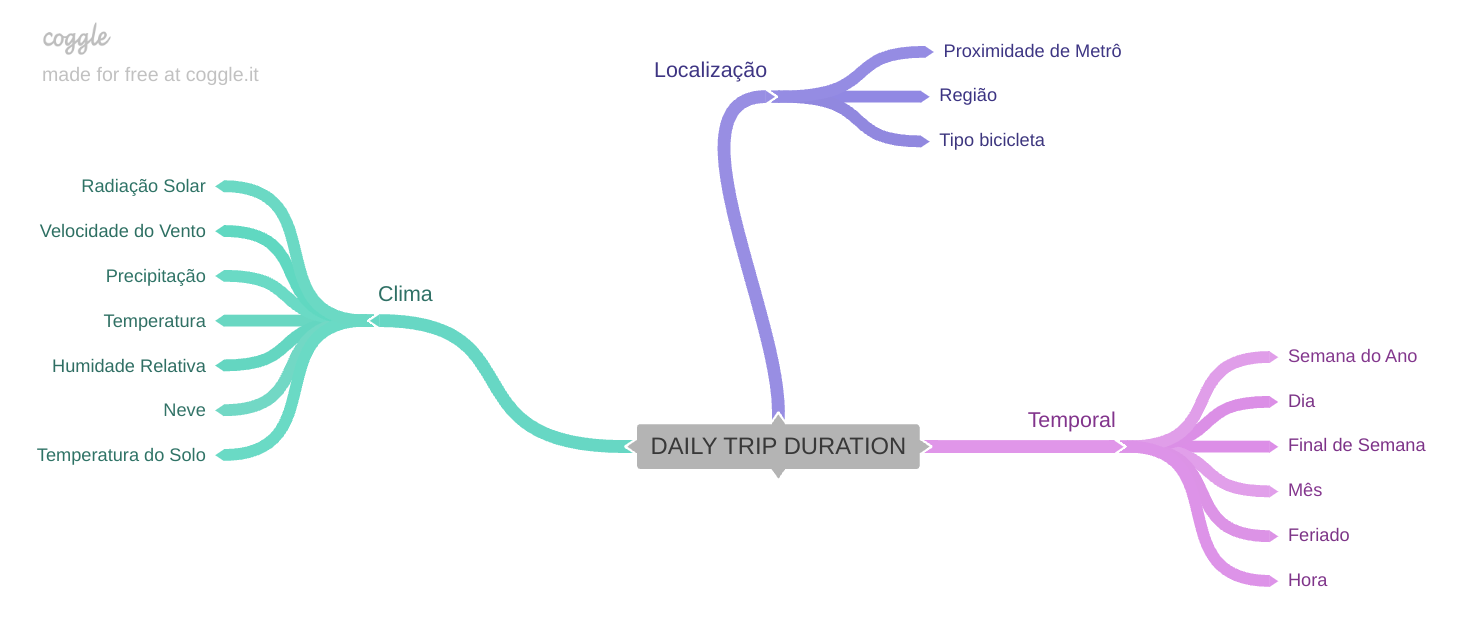 coggle
made for free at coggle.it
Localização
Proximidade de Metrô
Região
Tipo bicicleta
Radiação Solar
Velocidade do Vento
Precipitação
Temperatura
Humidade Relativa
Neve
Temperatura do Solo
Clima
DAILY TRIP DURATION
Temporal
Semana do Ano
Dia
Final de Semana
Mês
Feriado
Hora